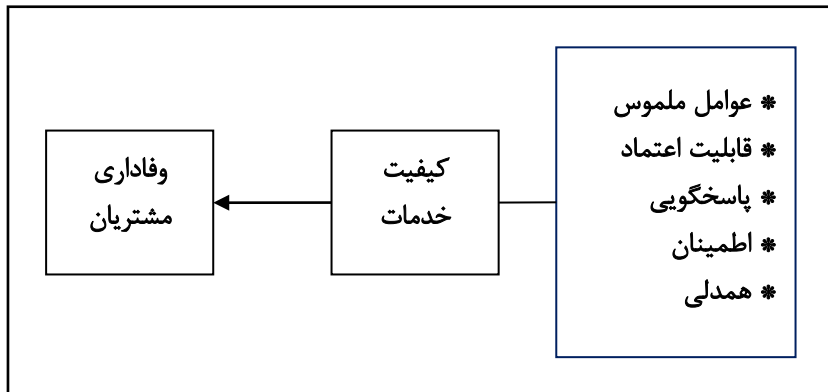 ❋ عوامل ملموس
❋ قابلیت اعتماد
❋ پاسخگویی
❋ اطمینان
❋ همدلی
کیفیت
خدمات
وفاداری
مشتریان